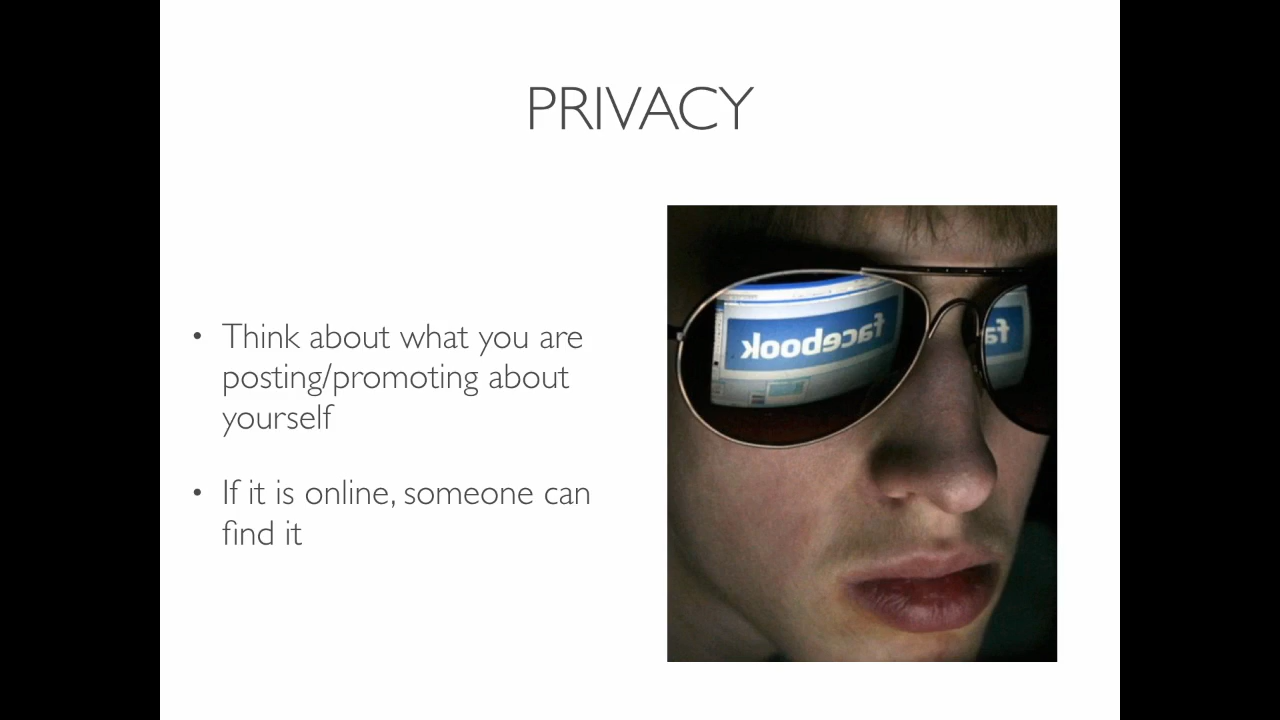 PRIVACY
• Think about what you are
posting/promoting about
yourself
• If it is online, someone can
find it
facebook
fa